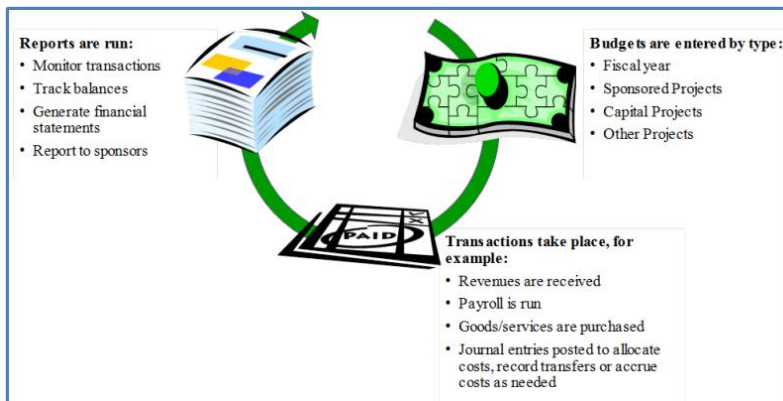 Reports are run:
• Monitor transactions
• Track balances
• Generate financial
statements
• Report to sponsors
Budgets are entered by type:
• Fiscal year
• Sponsored Projects
• Capital Projects
• Other Projects
PAID
Transactions take place, for
example:
• Revenues are received
• Payroll is run
• Goods/services are purchased
• Journal entries posted to allocate
costs, record transfers or accrue
costs as needed